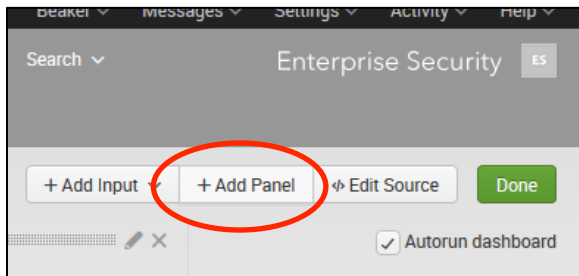 Beaker Messages Settings Activity Help
Search Enterprise Security ES
+ Add Input + Add Panel Edit Source Done
Autorun dashboard